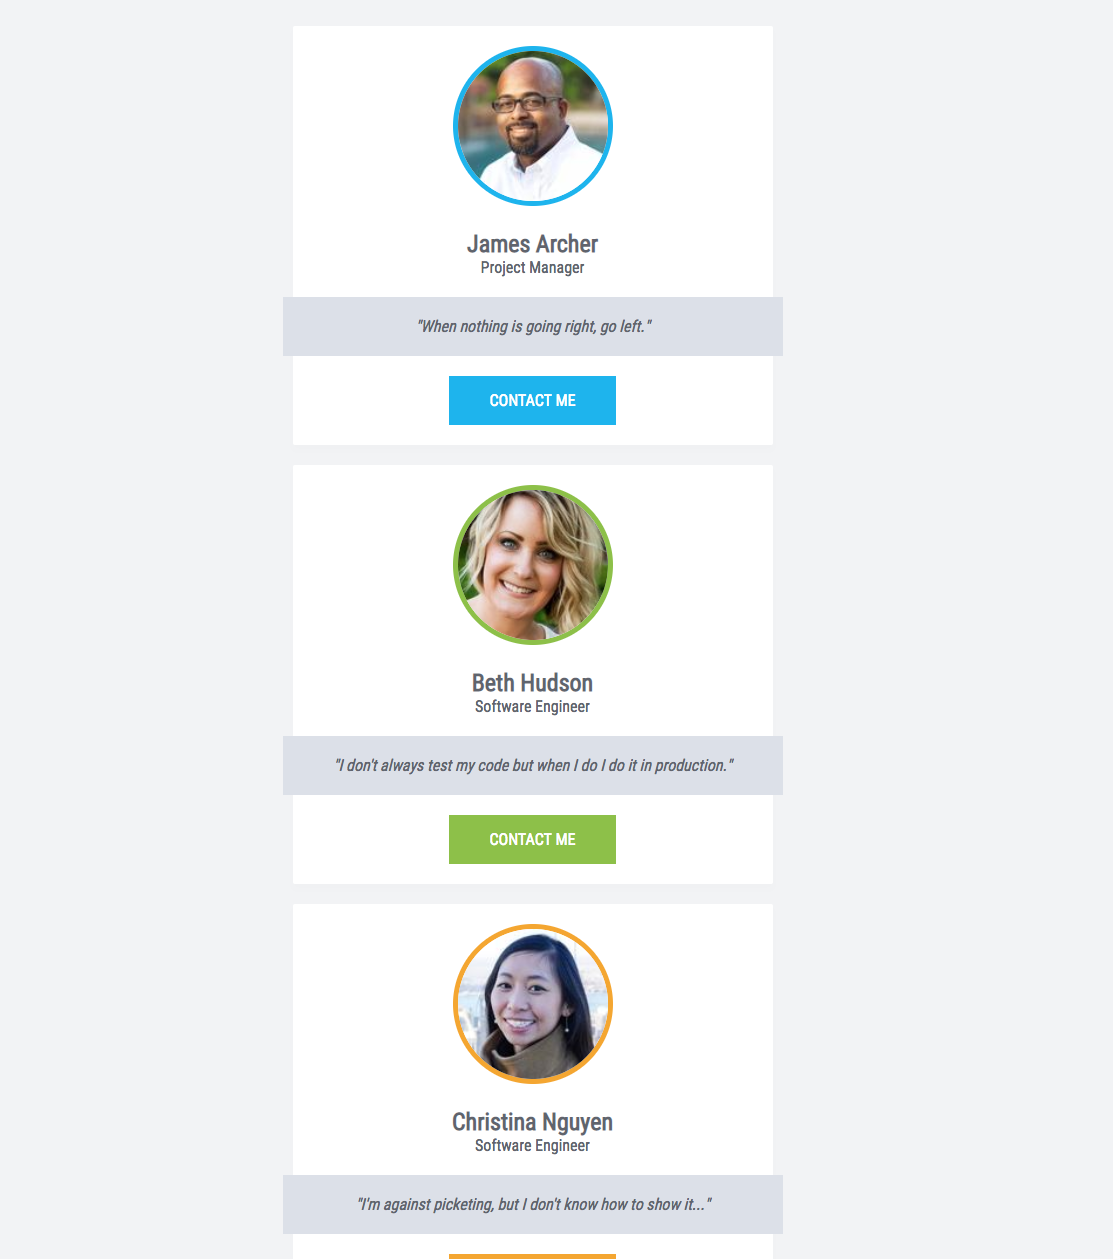 James Archer
Project Manager
"When nothing is going right, go left."
CONTACT ME
Beth Hudson
Software Engineer
"I don't always test my code but when I do I do it in production."
CONTACT ME
Christina Nguyen
Software Engineer
"I'm against picketing, but I don't know how to show it..."